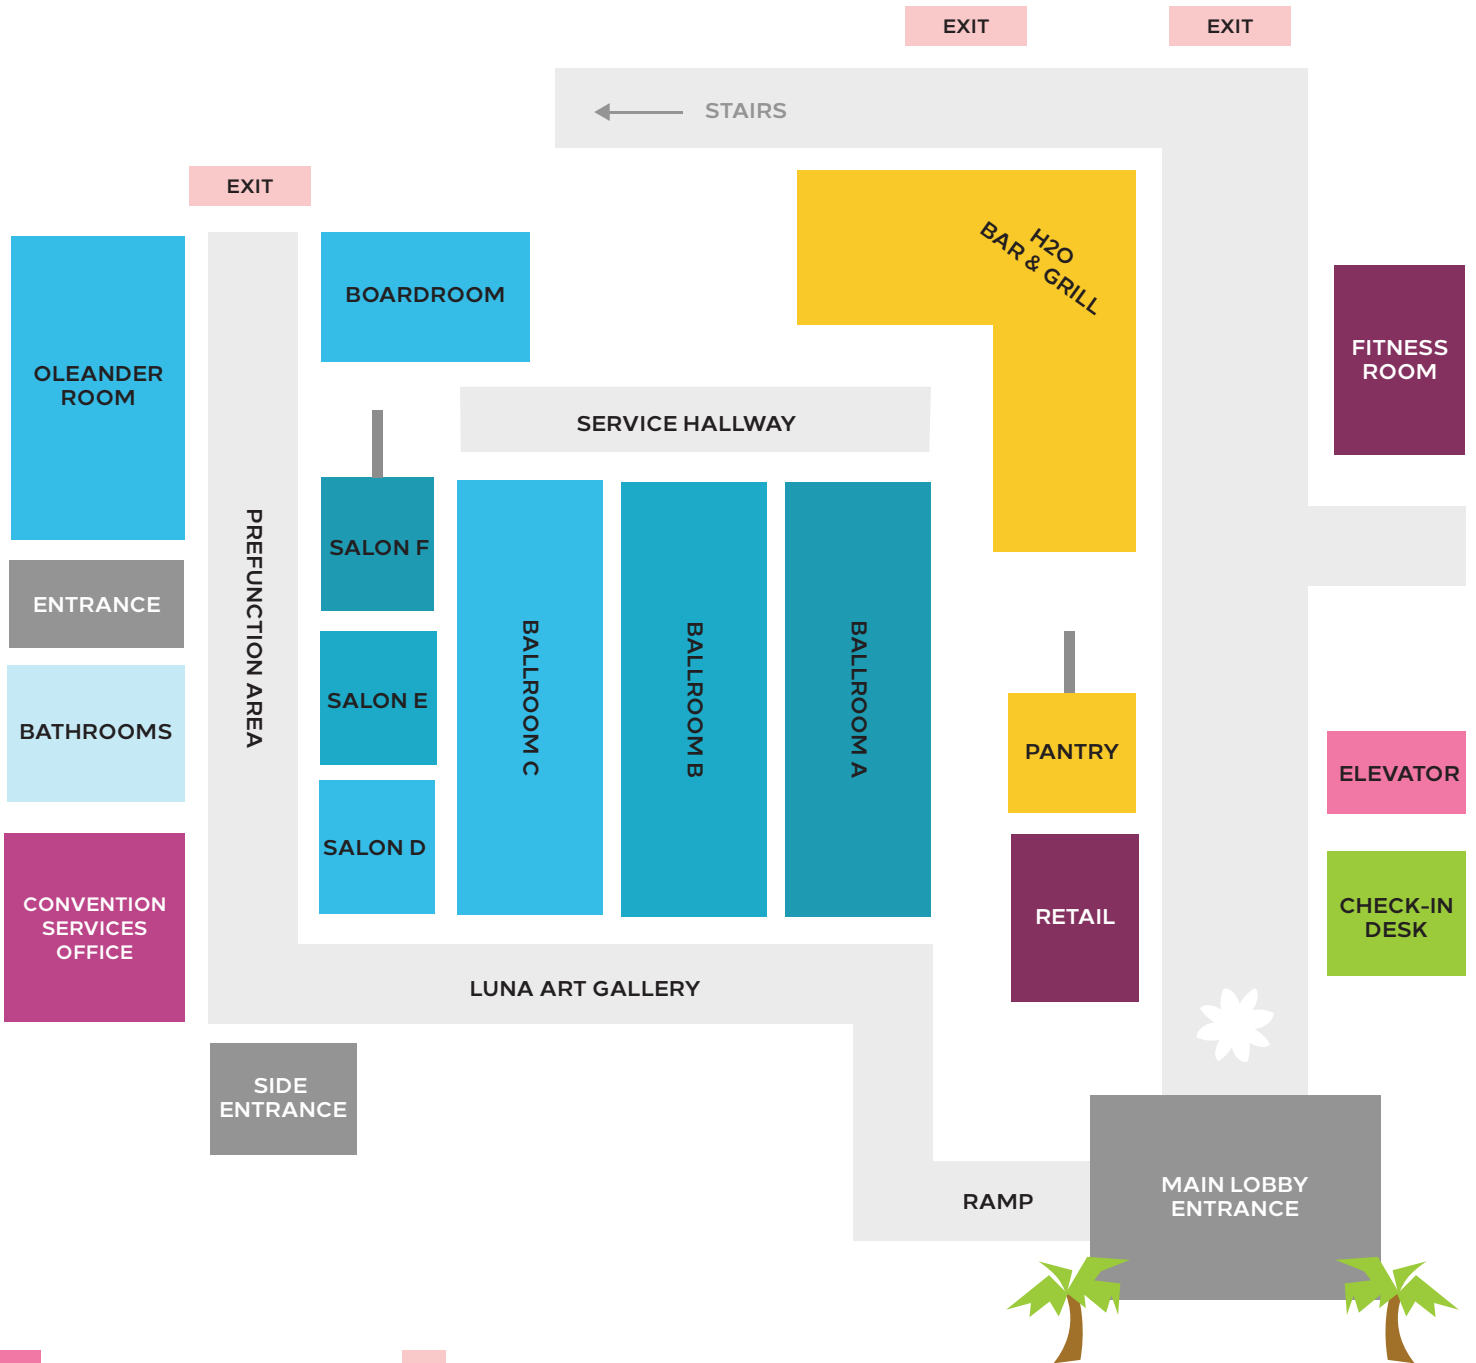 EXIT
EXIT
STAIRS
EXIT
H2O
BAR & GRILL
BOARDROOM
FITNESS
ROOM
OLEANDER
ROOM
SERVICE HALLWAY
PREFUNCTION AREA
SALON F
ENTRANCE
BALLROOM C
BALLROOM B
BALLROOM A
SALON E
BATHROOMS
PANTRY
ELEVATOR
SALON D
CONVENTION
SERVICES
OFFICE
RETAIL
CHECK-IN
DESK
LUNA ART GALLERY
SIDE
ENTRANCE
RAMP
MAIN LOBBY
ENTRANCE